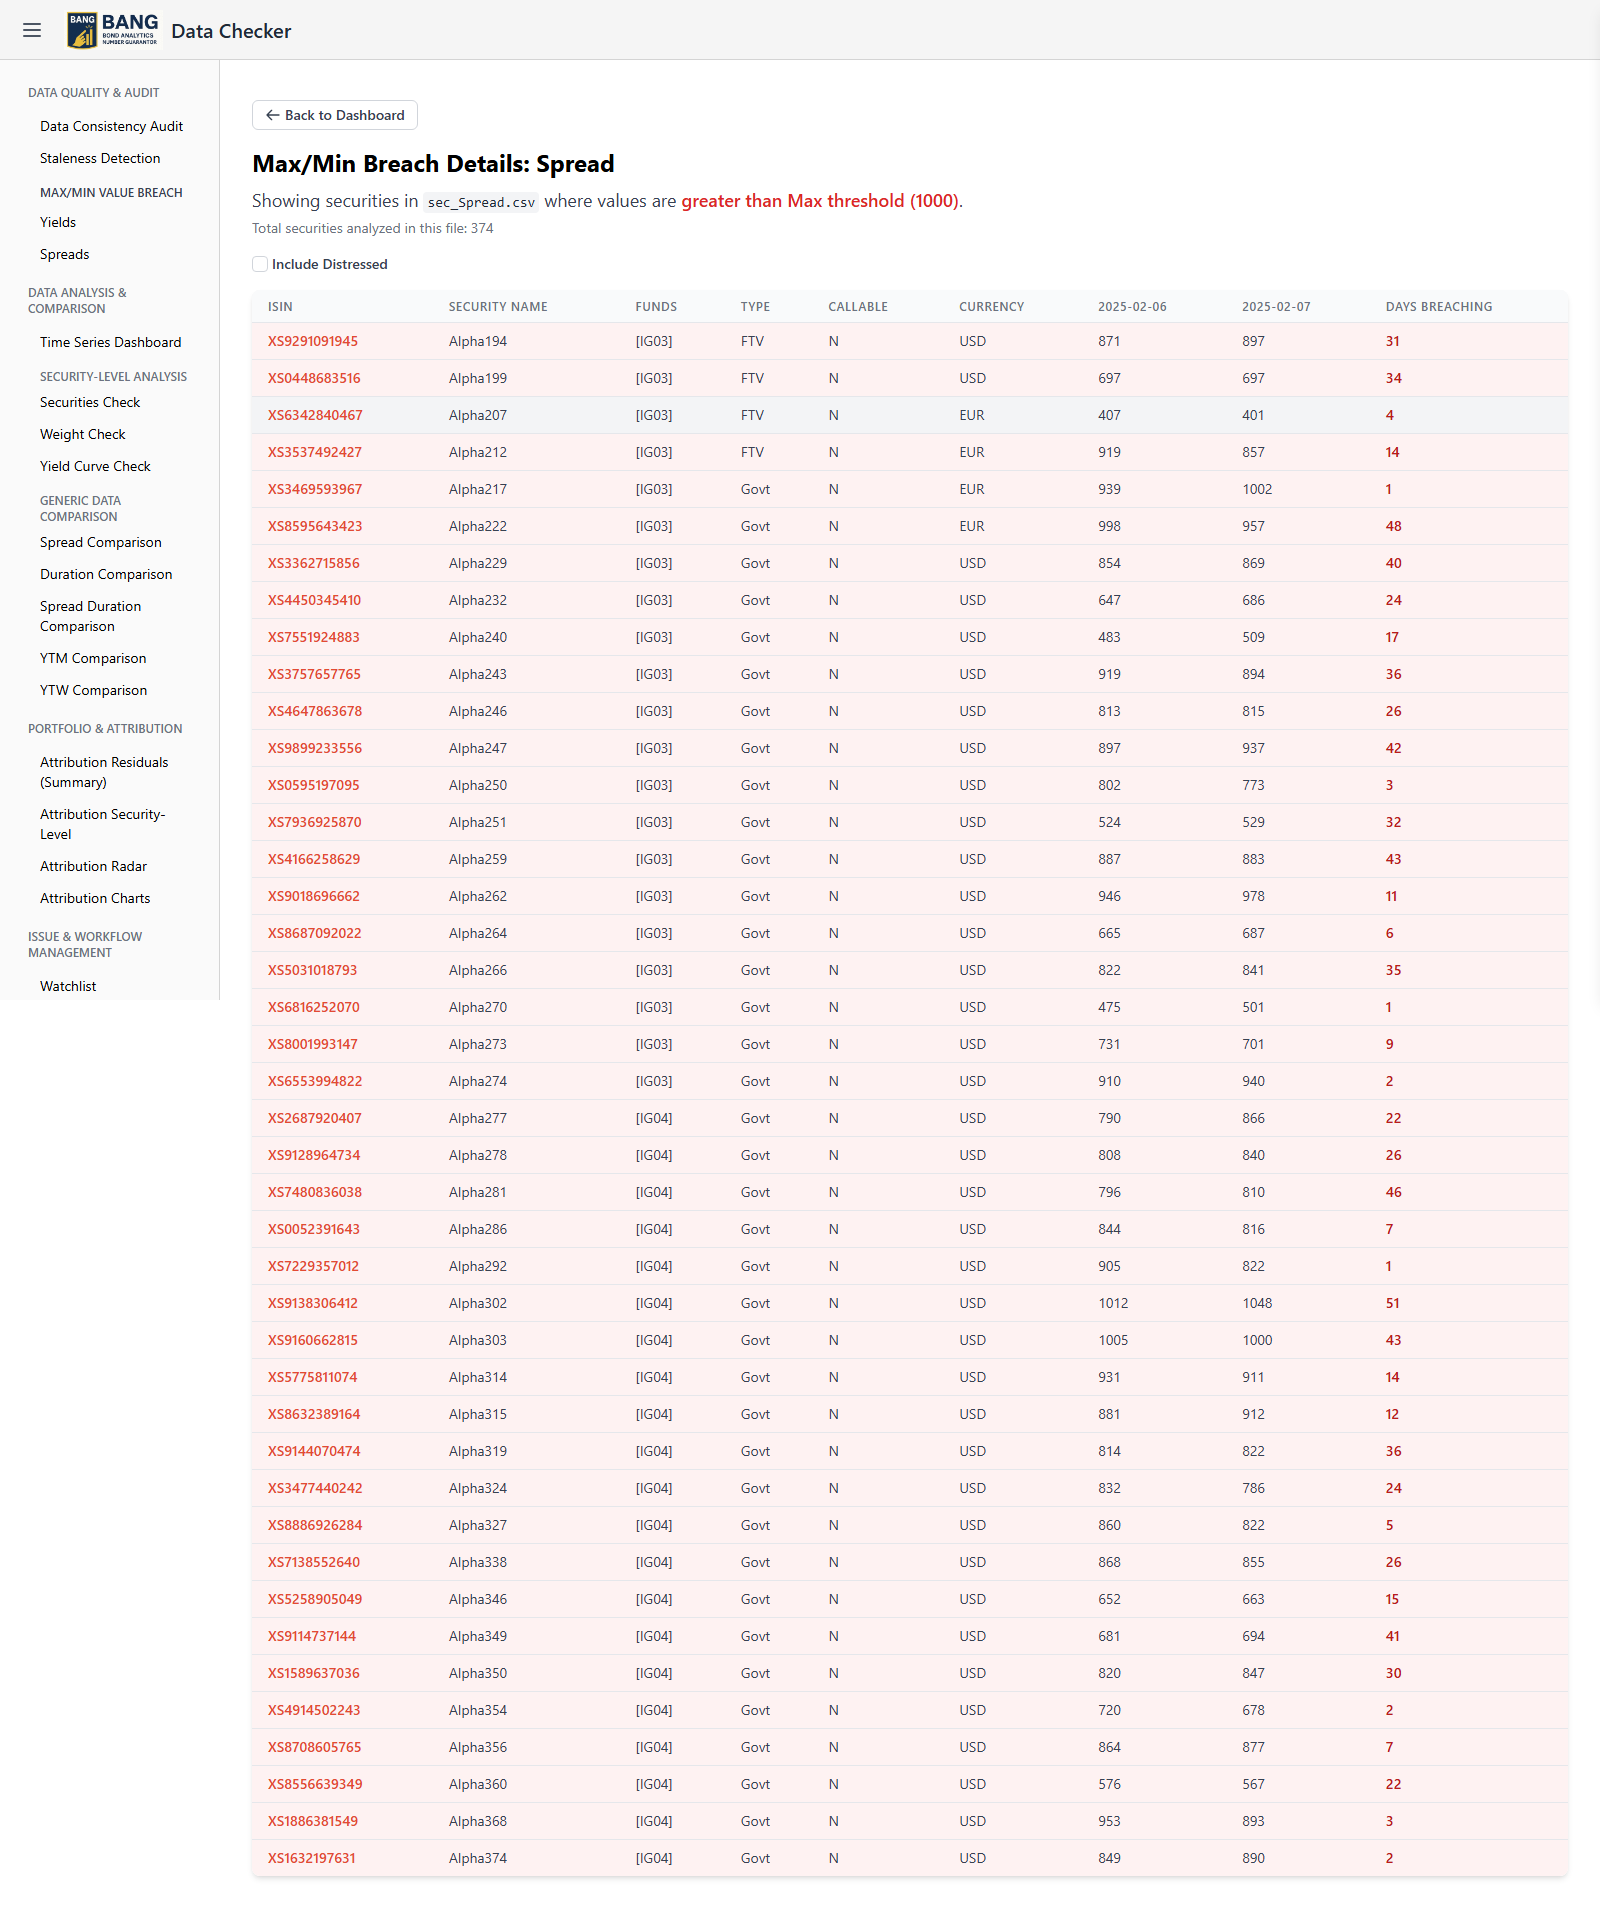 BANG
BANG
BOND ANALYTICS
NUMBER GUARANTOR
Data Checker
DATA QUALITY & AUDIT
Data Consistency Audit
Staleness Detection
MAX/MIN VALUE BREACH
Yields
Spreads
DATA ANALYSIS &
COMPARISON
Time Series Dashboard
SECURITY-LEVEL ANALYSIS
Securities Check
Weight Check
Yield Curve Check
GENERIC DATA
COMPARISON
Spread Comparison
Duration Comparison
Spread Duration
Comparison
YTM Comparison
YTW Comparison
PORTFOLIO & ATTRIBUTION
Attribution Residuals
(Summary)
Attribution Security-
Level
Attribution Radar
Attribution Charts
ISSUE & WORKFLOW
MANAGEMENT
Watchlist
← Back to Dashboard
Max/Min Breach Details: Spread
Showing securities in sec_Spread.csv where values are greater than Max threshold (1000).
Total securities analyzed in this file: 374
Include Distressed
ISIN SECURITY NAME FUNDS TYPE CALLABLE CURRENCY 2025-02-06 2025-02-07 DAYS BREACHING
XS9291091945 Alpha194 [IG03] FTV N USD 871 897 31
XS0448683516 Alpha199 [IG03] FTV N USD 697 697 34
XS6342840467 Alpha207 [IG03] FTV N EUR 407 401 4
XS3537492427 Alpha212 [IG03] FTV N EUR 919 857 14
XS3469593967 Alpha217 [IG03] Govt N EUR 939 1002 1
XS8595643423 Alpha222 [IG03] Govt N EUR 998 957 48
XS3362715856 Alpha229 [IG03] Govt N USD 854 869 40
XS4450345410 Alpha232 [IG03] Govt N USD 647 686 24
XS7551924883 Alpha240 [IG03] Govt N USD 483 509 17
XS3757657765 Alpha243 [IG03] Govt N USD 919 894 36
XS4647863678 Alpha246 [IG03] Govt N USD 813 815 26
XS9899233556 Alpha247 [IG03] Govt N USD 897 937 42
XS0595197095 Alpha250 [IG03] Govt N USD 802 773 3
XS7936925870 Alpha251 [IG03] Govt N USD 524 529 32
XS4166258629 Alpha259 [IG03] Govt N USD 887 883 43
XS9018696662 Alpha262 [IG03] Govt N USD 946 978 11
XS8687092022 Alpha264 [IG03] Govt N USD 665 687 6
XS5031018793 Alpha266 [IG03] Govt N USD 822 841 35
XS6816252070 Alpha270 [IG03] Govt N USD 475 501 1
XS8001993147 Alpha273 [IG03] Govt N USD 731 701 9
XS6553994822 Alpha274 [IG03] Govt N USD 910 940 2
XS2687920407 Alpha277 [IG04] Govt N USD 790 866 22
XS9128964734 Alpha278 [IG04] Govt N USD 808 840 26
XS7480836038 Alpha281 [IG04] Govt N USD 796 810 46
XS0052391643 Alpha286 [IG04] Govt N USD 844 816 7
XS7229357012 Alpha292 [IG04] Govt N USD 905 822 1
XS9138306412 Alpha302 [IG04] Govt N USD 1012 1048 51
XS9160662815 Alpha303 [IG04] Govt N USD 1005 1000 43
XS5775811074 Alpha314 [IG04] Govt N USD 931 911 14
XS8632389164 Alpha315 [IG04] Govt N USD 881 912 12
XS9144070474 Alpha319 [IG04] Govt N USD 814 822 36
XS3477440242 Alpha324 [IG04] Govt N USD 832 786 24
XS8886926284 Alpha327 [IG04] Govt N USD 860 822 5
XS7138552640 Alpha338 [IG04] Govt N USD 868 855 26
XS5258905049 Alpha346 [IG04] Govt N USD 652 663 15
XS9114737144 Alpha349 [IG04] Govt N USD 681 694 41
XS1589637036 Alpha350 [IG04] Govt N USD 820 847 30
XS4914502243 Alpha354 [IG04] Govt N USD 720 678 2
XS8708605765 Alpha356 [IG04] Govt N USD 864 877 7
XS8556639349 Alpha360 [IG04] Govt N USD 576 567 22
XS1886381549 Alpha368 [IG04] Govt N USD 953 893 3
XS1632197631 Alpha374 [IG04] Govt N USD 849 890 2